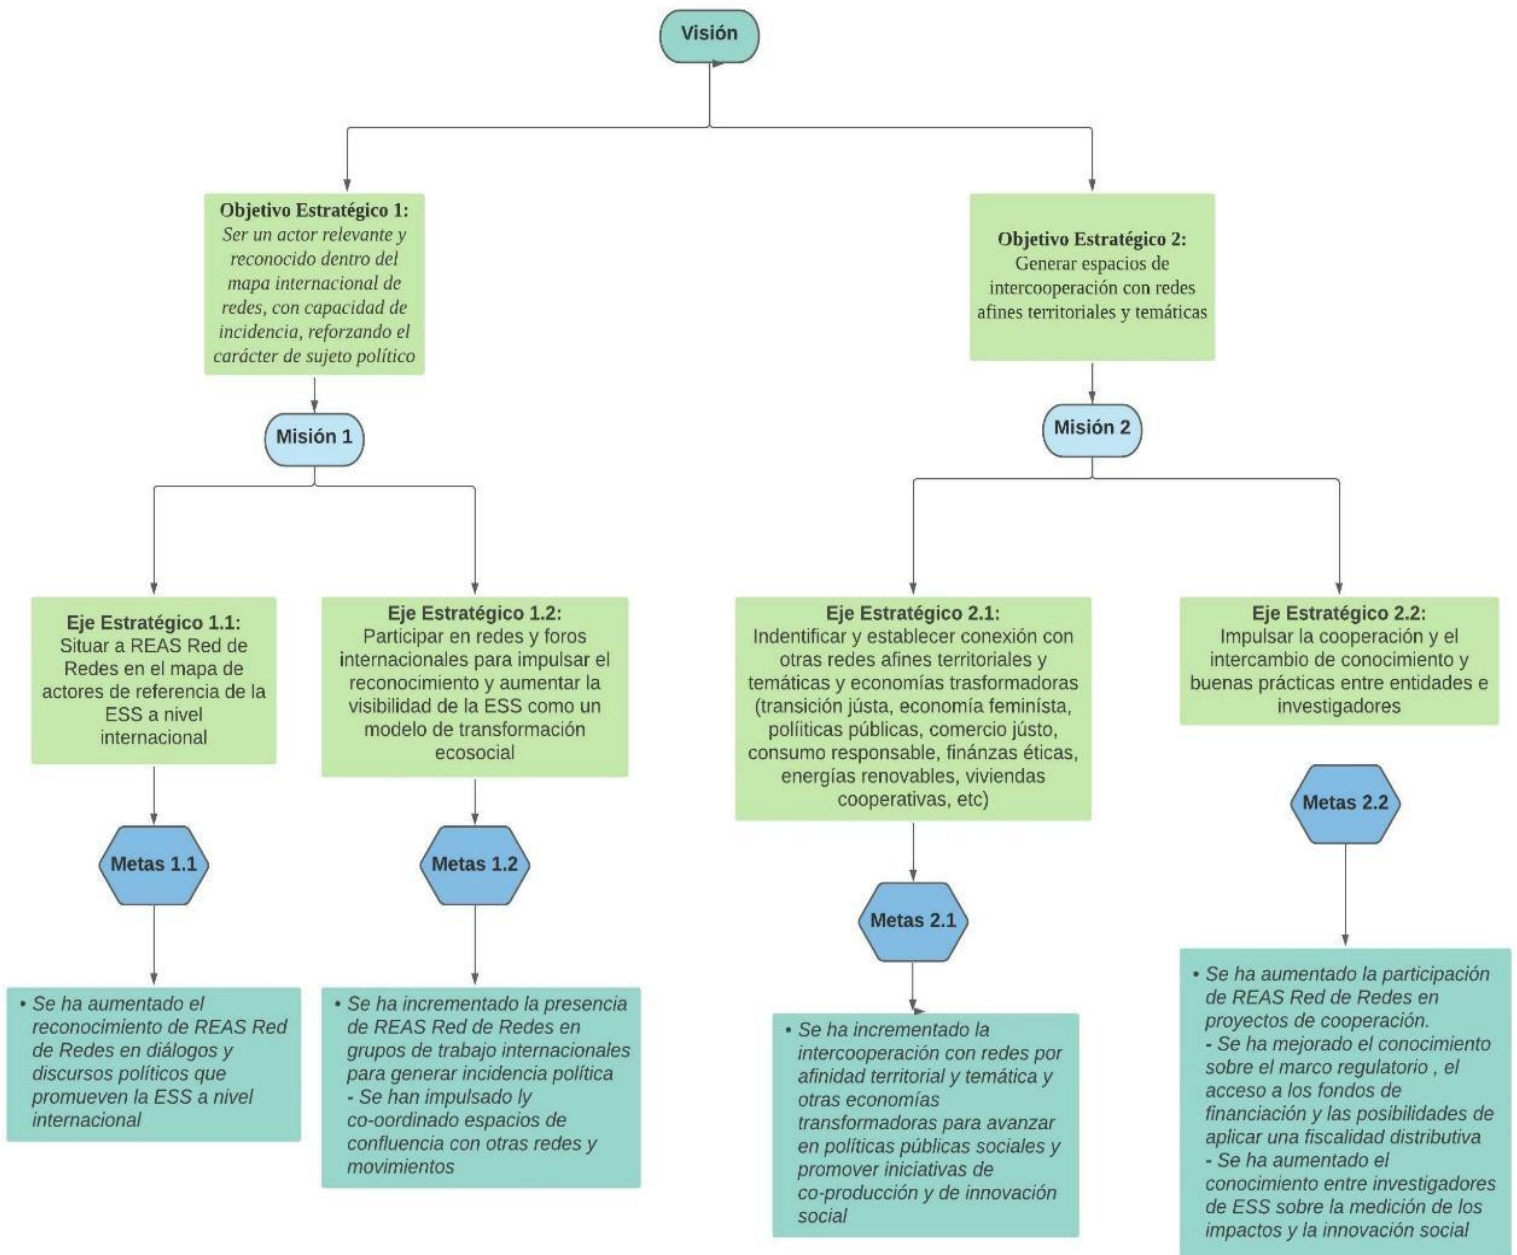 Visión
Objetivo Estratégico 1:
Ser un actor relevante y
reconocido dentro del
mapa internacional de
redes, con capacidad de
incidencia, reforzando el
carácter de sujeto político
Objetivo Estratégico 2:
Generar espacios de
intercooperación con redes
afines territoriales y temáticas
Misión 1
Misión 2
Eje Estratégico 1.1:
Situar a REAS Red de
Redes en el mapa de
actores de referencia de la
ESS a nivel
internacional
Eje Estratégico 1.2:
Participar en redes y foros
internacionales para impulsar el
reconocimiento y aumentar la
visibilidad de la ESS como un
modelo de transformación
ecosocial
Eje Estratégico 2.1:
Indentificar y establecer conexión con
otras redes afines territoriales y
temáticas y economías trasformadoras
(transición jústa, economía feminísta,
polííticas públicas, comercio jústo,
consumo responsable, finánzas éticas,
energías renovables, viviendas
cooperativas, etc)
Eje Estratégico 2.2:
Impulsar la cooperación y el
intercambio de conocimiento y
buenas prácticas entre entidades e
investigadores
Metas 1.1
Metas 1.2
Metas 2.1
Metas 2.2
• Se ha aumentado el
reconocimiento de REAS Red
de Redes en diálogos y
discursos políticos que
promueven la ESS a nivel
internacional
• Se ha incrementado la presencia
de REAS Red de Redes en
grupos de trabajo internacionales
para generar incidencia política
- Se han impulsado ly
co-oordinado espacios de
confluencia con otras redes y
movimientos
• Se ha incrementado la
intercooperación con redes por
afinidad territorial y temática y
otras economías
transformadoras para avanzar
en políticas públicas sociales y
promover iniciativas de
co-producción y de innovación
social
• Se ha aumentado la participación
de REAS Red de Redes en
proyectos de cooperación.
- Se ha mejorado el conocimiento
sobre el marco regulatorio , el
acceso a los fondos de
financiación y las posibilidades de
aplicar una fiscalidad distributiva
- Se ha aumentado el
conocimiento entre investigadores
de ESS sobre la medición de los
impactos y la innovación social